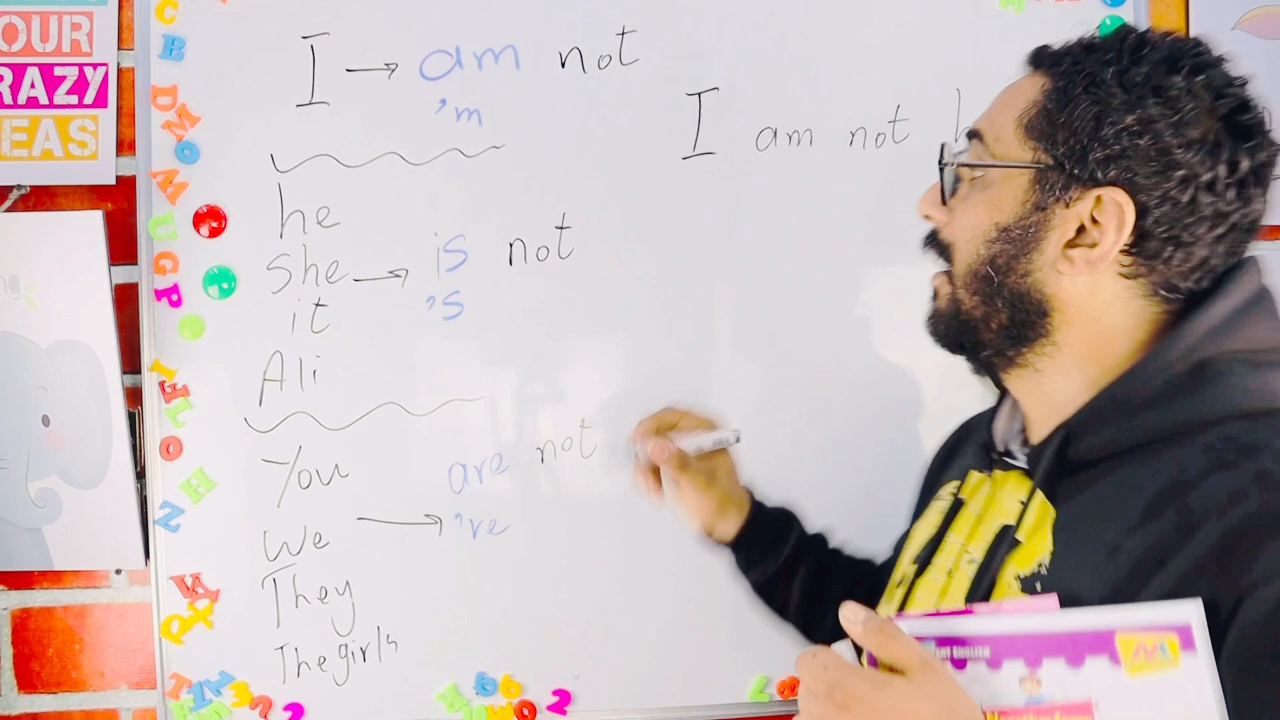 OUR
RAZY
EAS
I → am not
'm
I am not
he
she → is not
it 's
Ali
You are not
We → 're
They
The girls